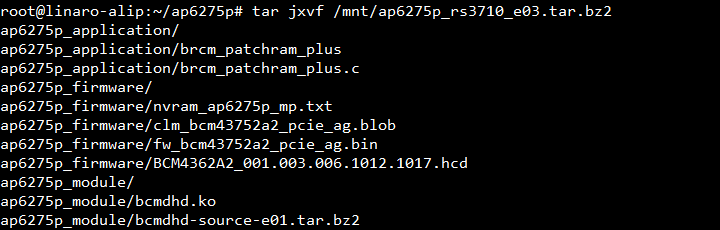 root@linaro-alip:~/ap6275p# tar jxvf /mnt/ap6275p_rs3710_e03.tar.bz2
ap6275p_application/
ap6275p_application/brcm_patchram_plus
ap6275p_application/brcm_patchram_plus.c
ap6275p_firmware/
ap6275p_firmware/nvram_ap6275p_mp.txt
ap6275p_firmware/clm_bcm43752a2_pcie_ag.blob
ap6275p_firmware/fw_bcm43752a2_pcie_ag.bin
ap6275p_firmware/BCM4362A2_001.003.006.1012.1017.hcd
ap6275p_module/
ap6275p_module/bcmdhd.ko
ap6275p_module/bcmdhd-source-e01.tar.bz2